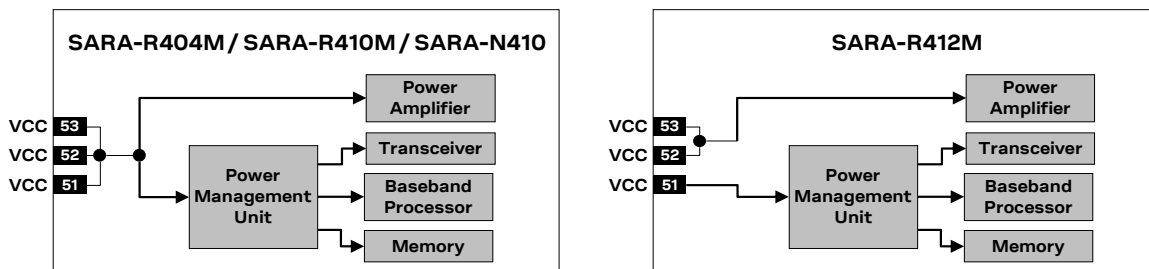 SARA-R404M / SARA-R410M / SARA-N410
Power
Amplifier
VCC 53
VCC 52
VCC 51
Power
Management
Unit
Transceiver
Baseband
Processor
Memory
SARA-R412M
Power
Amplifier
VCC 53
VCC 52
VCC 51
Power
Management
Unit
Transceiver
Baseband
Processor
Memory